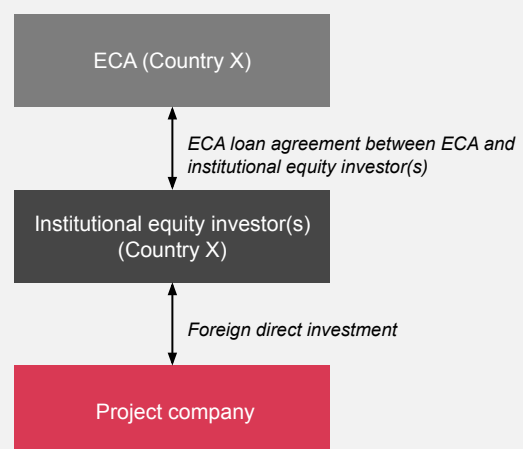 ECA (Country X)
ECA loan agreement between ECA and
institutional equity investor(s)
Institutional equity investor(s)
(Country X)
Foreign direct investment
Project company